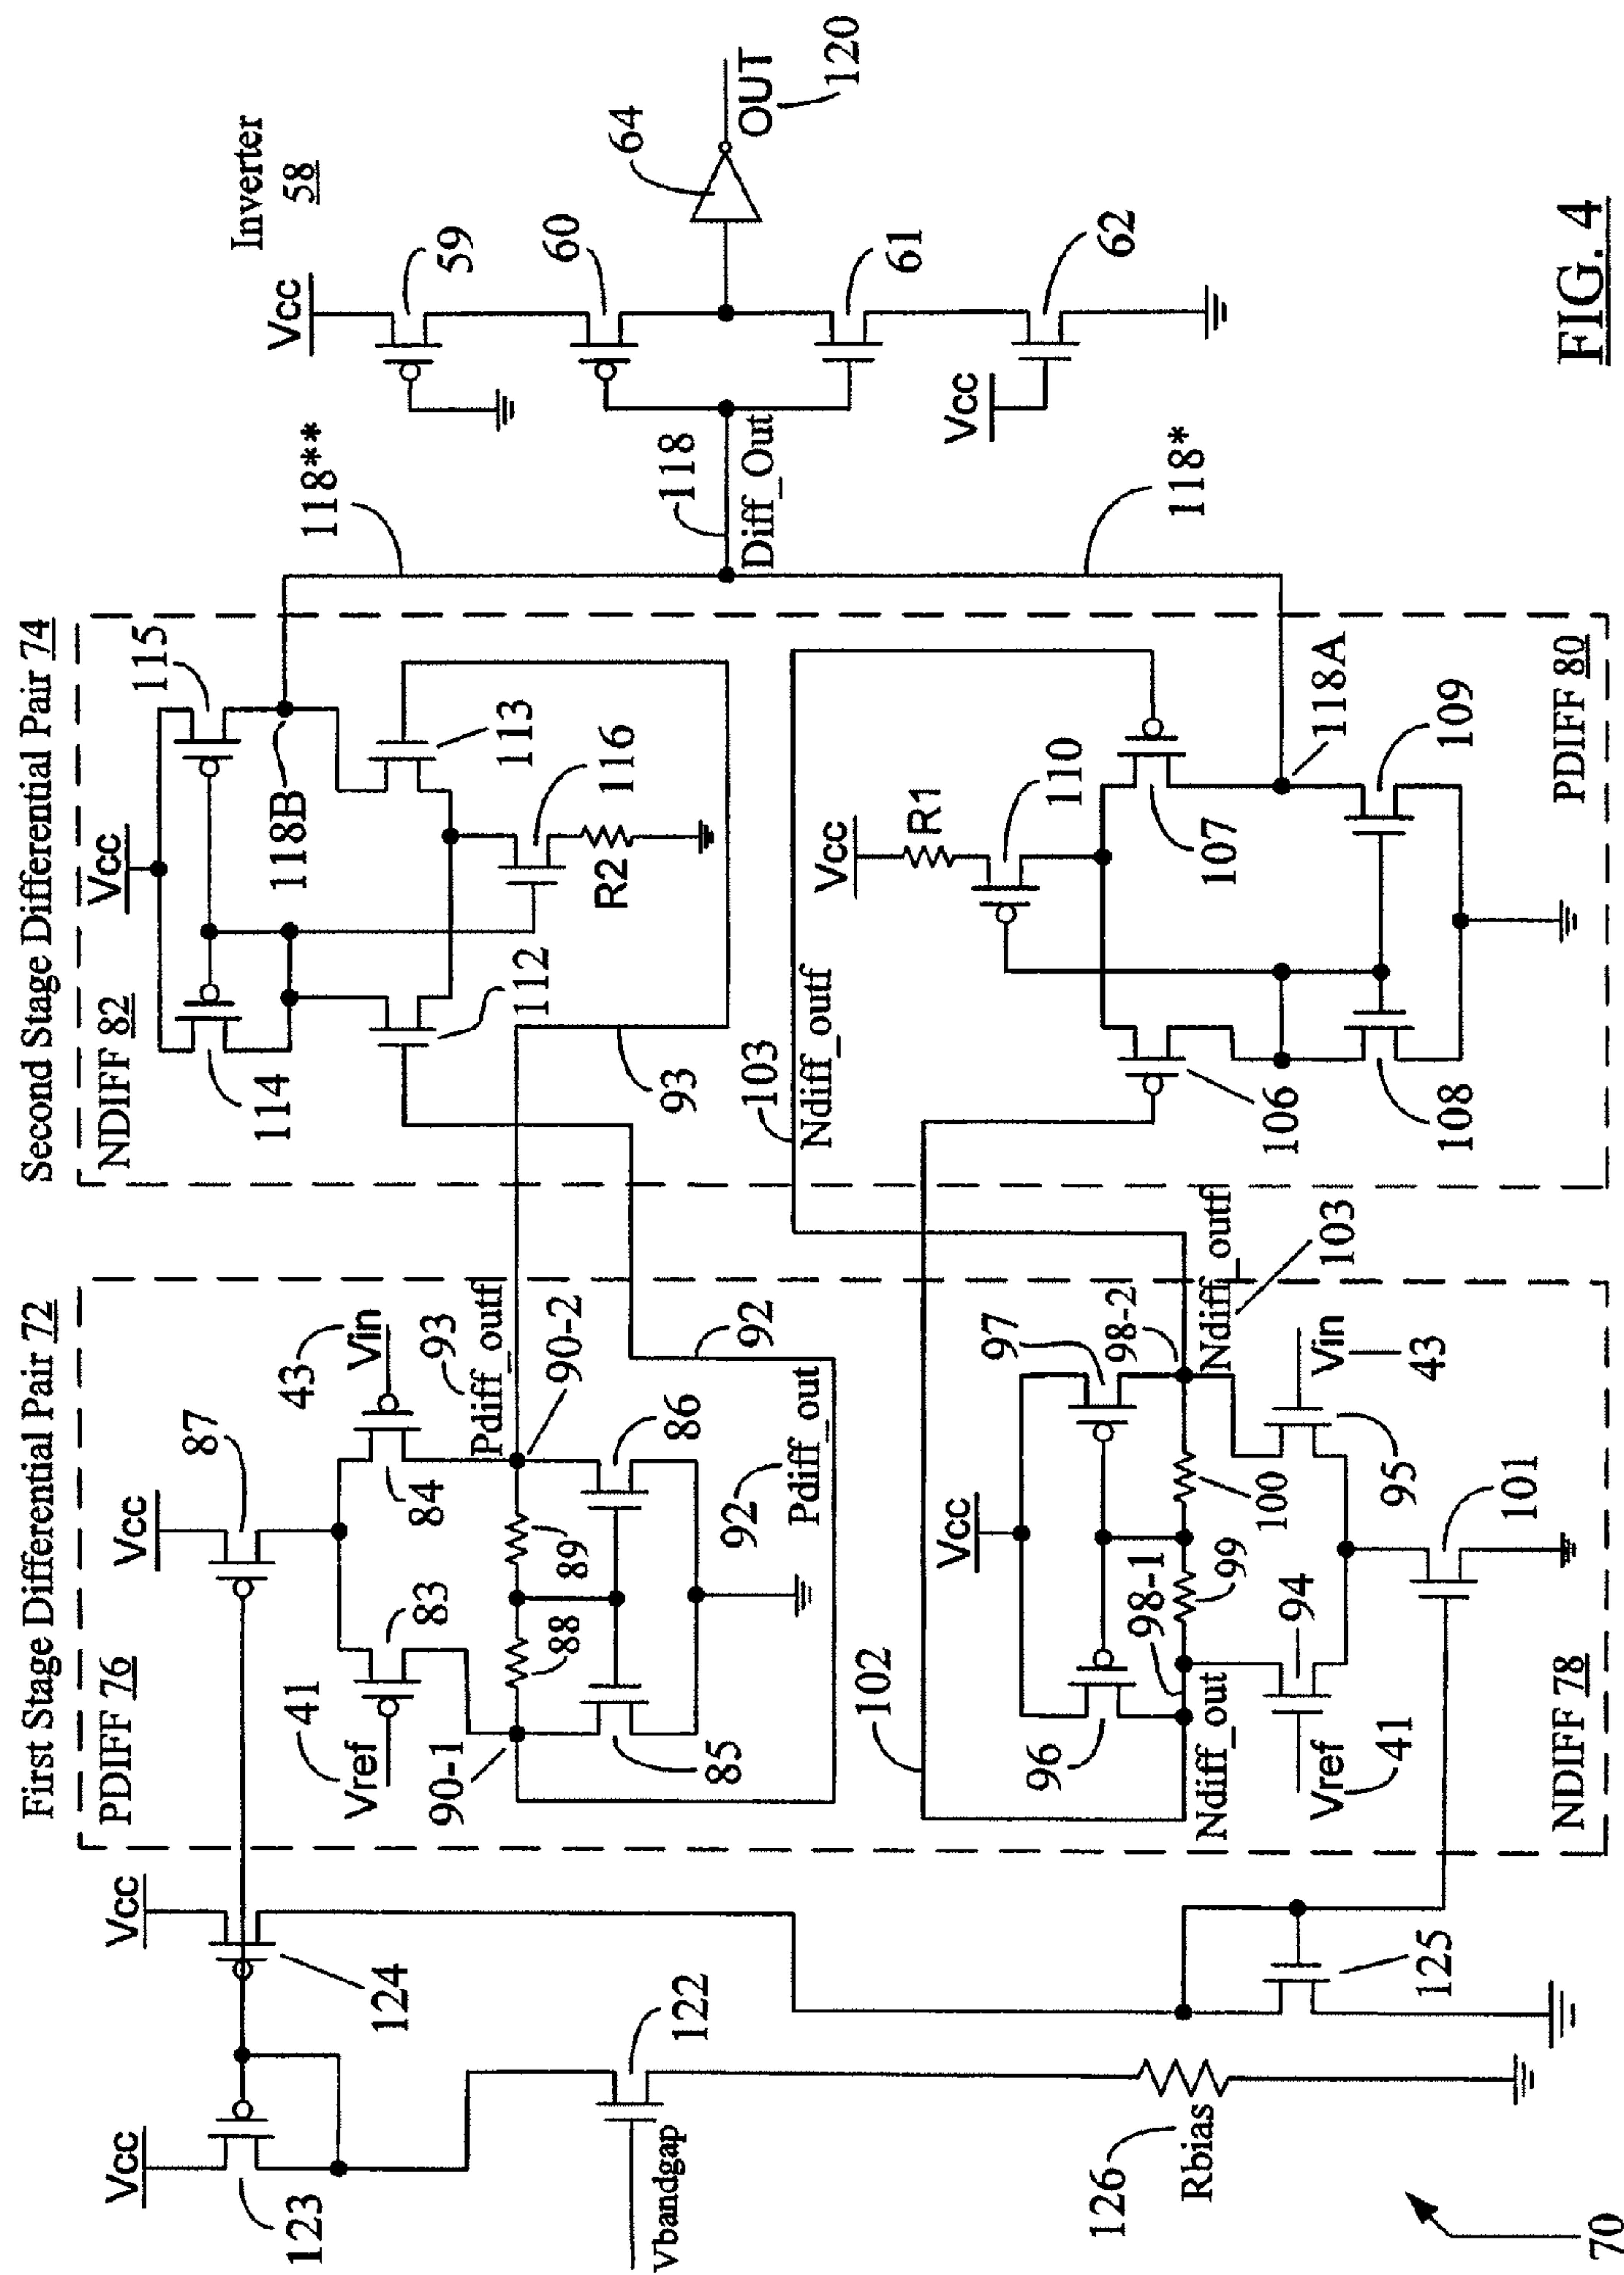 First Stage Differential Pair 72
Second Stage Differential Pair 74
PDIFF 76
NDIFF 82
Inverter
58
Vcc
123
Vcc
124
Vcc
87
43
Vin
84
41
Vref
83
93
Pdiff_outf
90-2
90-1
88
89
85
86
92
Pdiff_out
92
Vcc
114
115
118B
112
113
116
R2
93
118**
118
Diff_Out
118*
Vcc
59
60
61
Vcc
62
64
OUT
120
Vbandgap
122
126
Rbias
125
102
Vcc
96
97
98-1
98-2
Ndiff_out
Ndiff_outf
103
99
100
94
Vref
41
95
Vin
43
101
NDIFF 78
103
Ndiff_outf
Vcc
R1
110
106
107
118A
108
109
PDIFF 80
70
FIG. 4